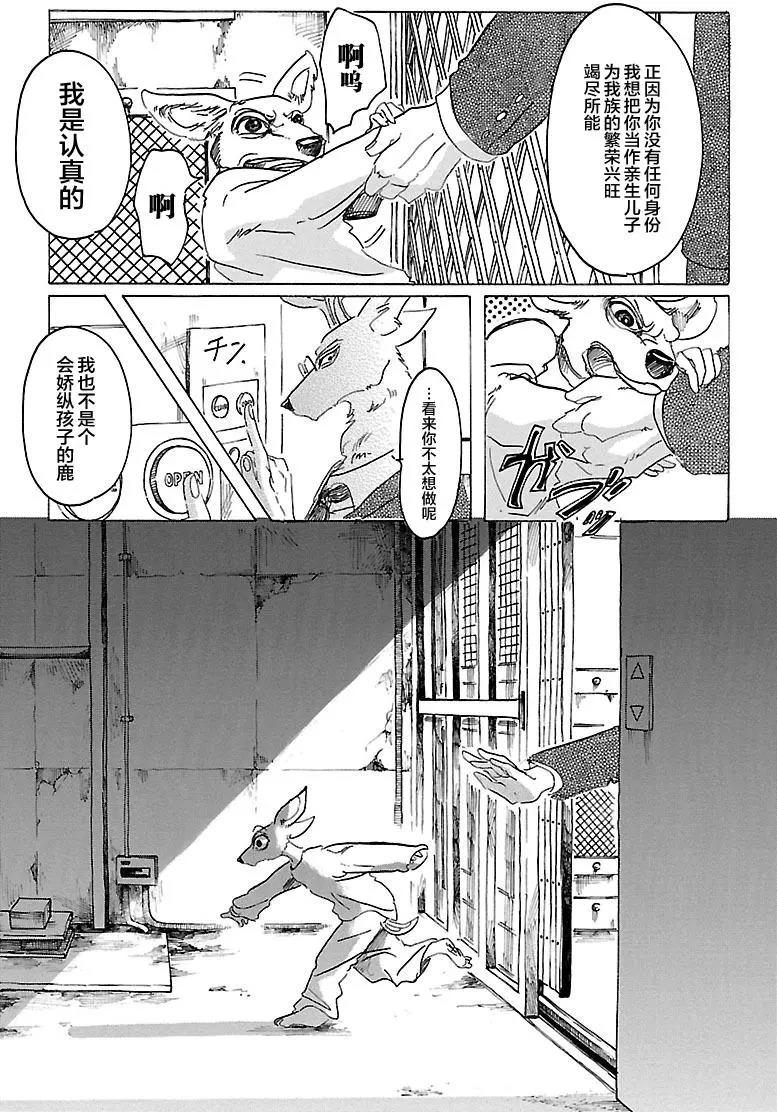 正因为你没有任何身份
我想把你当作亲生儿子
为我族的繁荣兴旺
竭尽所能
啊
呜
啊
我是认真的
ガブッ
…看来你不太想做呢
チン。
OPEN
我也不是个
会娇纵孩子的鹿